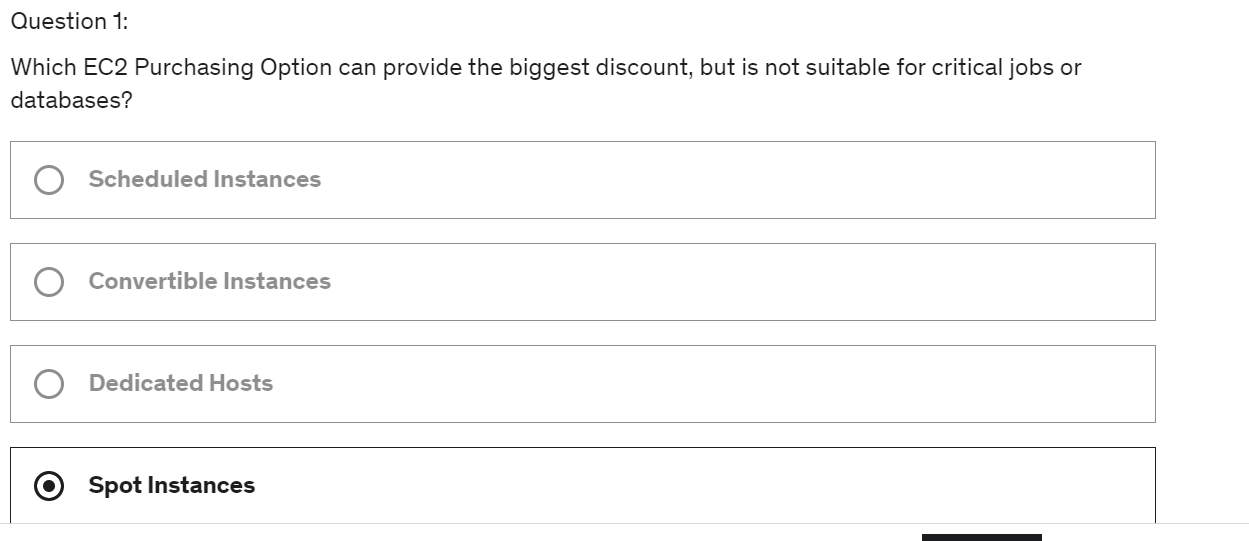 Question 1:
Which EC2 Purchasing Option can provide the biggest discount, but is not suitable for critical jobs or
databases?
Scheduled Instances
Convertible Instances
Dedicated Hosts
Spot Instances